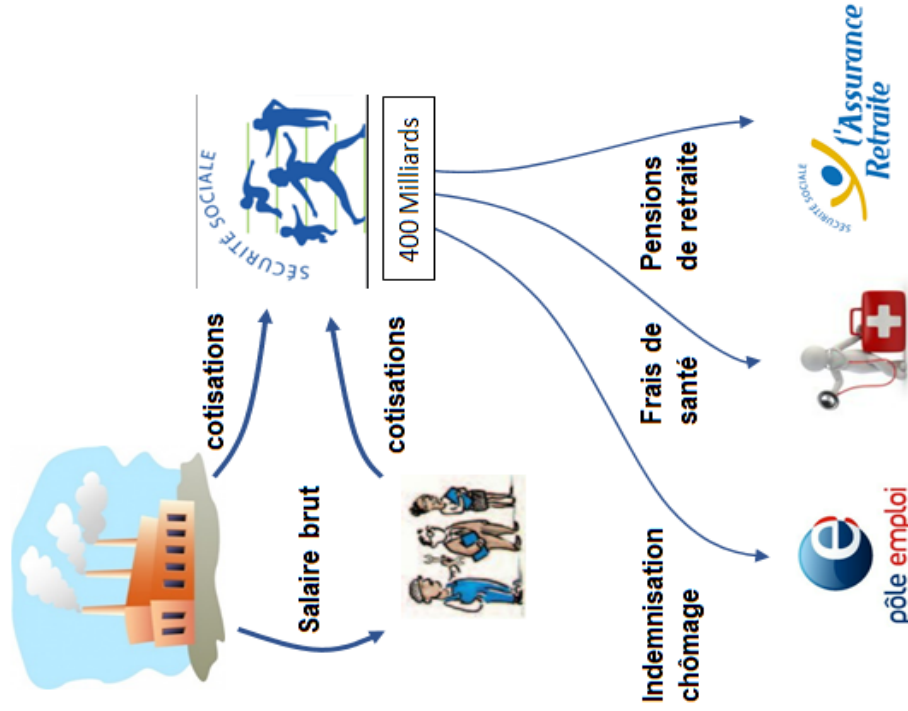 cotisations
Salaire brut
cotisations
SÉCURITÉ SOCIALE
400 Milliards
Indemnisation
chômage
Frais de
santé
Pensions
de retraite
pôle emploi
SÉCURITÉ SOCIALE
l'Assurance
Retraite